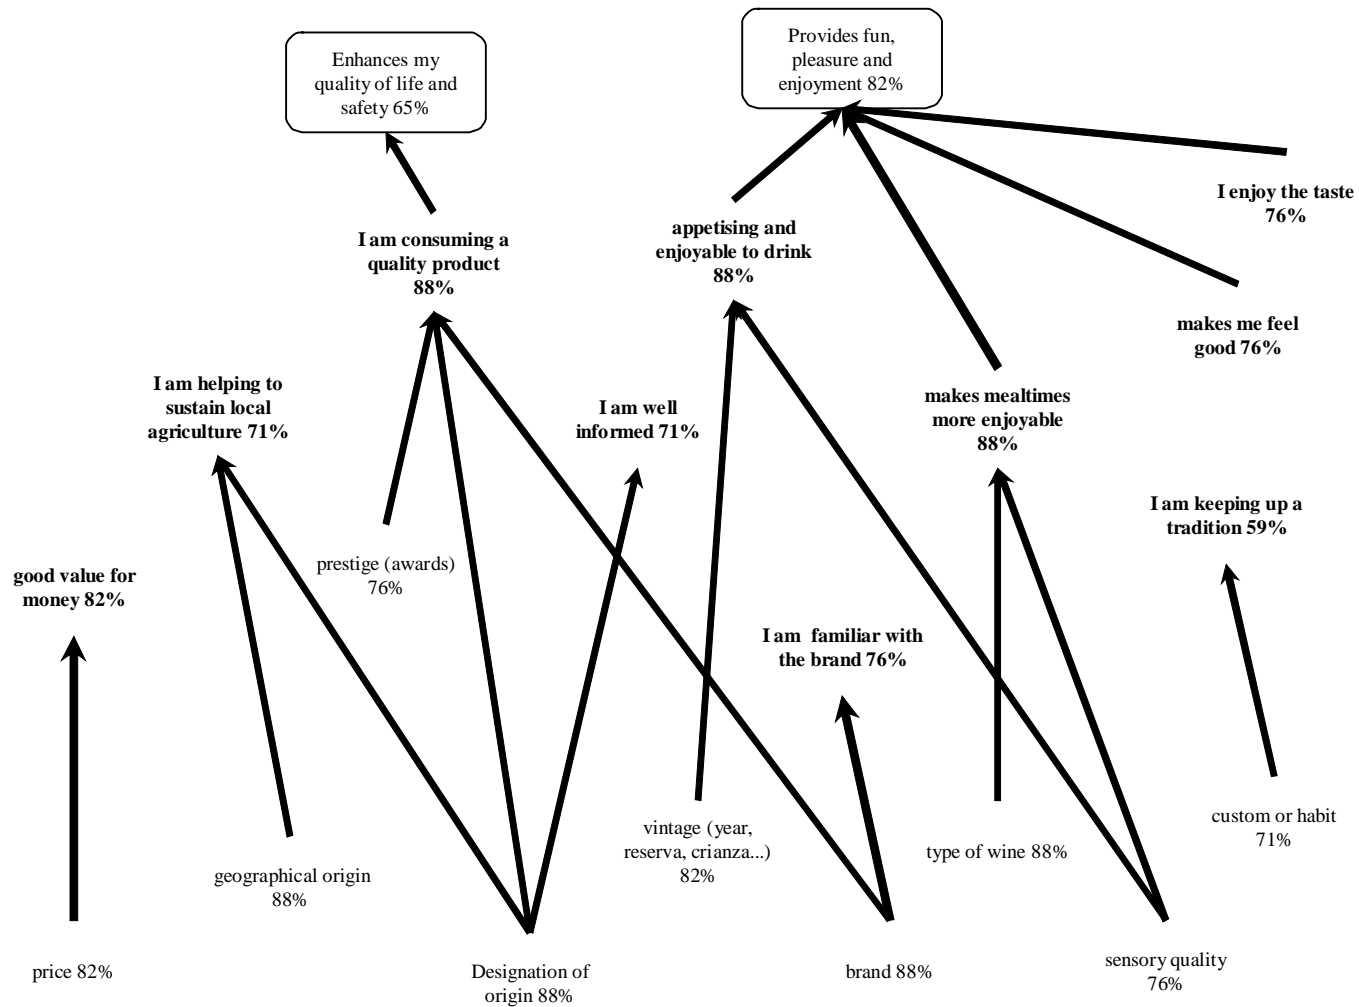 Provides fun,
pleasure and
enjoyment 82%
Enhances my
quality of life and
safety 65%
I enjoy the taste
76%
appetising and
enjoyable to drink
88%
I am consuming a
quality product
88%
makes me feel
good 76%
I am helping to
sustain local
agriculture 71%
I am well
informed 71%
makes mealtimes
more enjoyable
88%
I am keeping up a
tradition 59%
prestige (awards)
76%
good value for
money 82%
I am familiar with
the brand 76%
custom or habit
71%
vintage (year,
reserva, crianza...)
82%
type of wine 88%
geographical origin
88%
price 82%
Designation of
origin 88%
brand 88%
sensory quality
76%